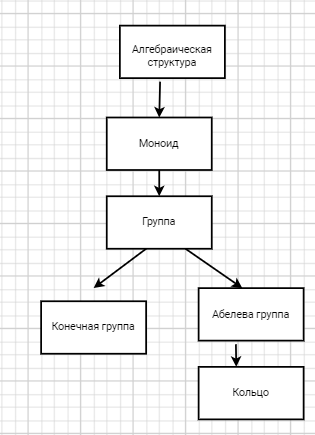 Алгебраическая
структура
Моноид
Группа
Конечная группа
Абелева группа
Кольцо